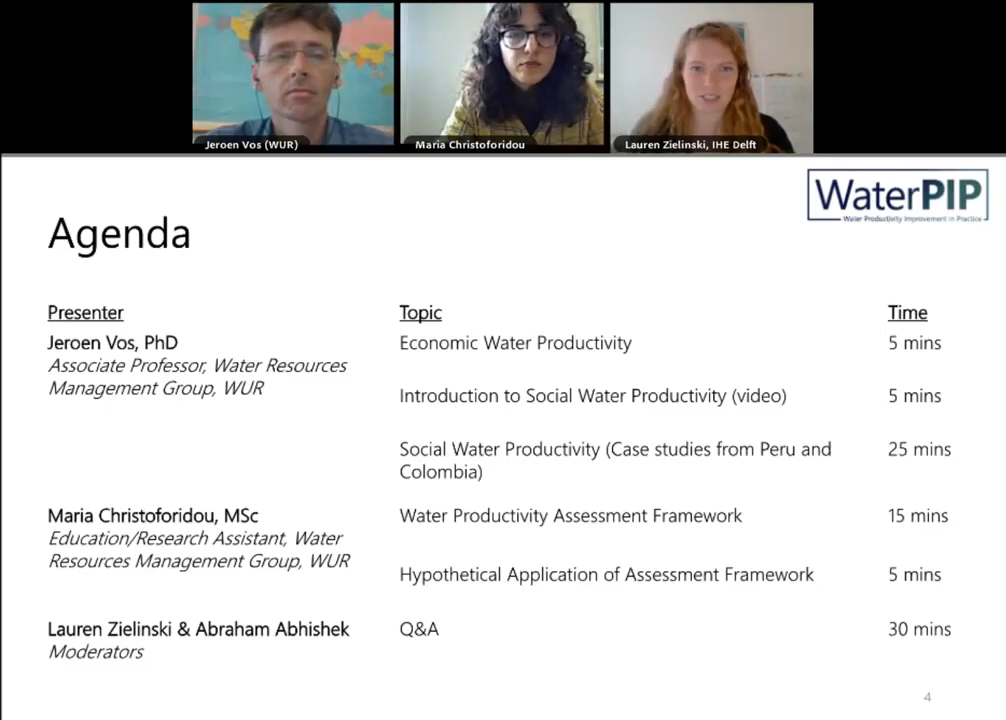 Jeroen Vos (WUR)
Maria Christoforidou
Lauren Zielinski, IHE Delft
WaterPIP
Water Productivity Improvement in Practice
Agenda
Presenter Topic Time
Jeroen Vos, PhD Economic Water Productivity 5 mins
Associate Professor, Water Resources
Management Group, WUR
Introduction to Social Water Productivity (video) 5 mins
Social Water Productivity (Case studies from Peru and 25 mins
Colombia)
Maria Christoforidou, MSc Water Productivity Assessment Framework 15 mins
Education/Research Assistant, Water
Resources Management Group, WUR
Hypothetical Application of Assessment Framework 5 mins
Lauren Zielinski & Abraham Abhishek Q&A 30 mins
Moderators
4